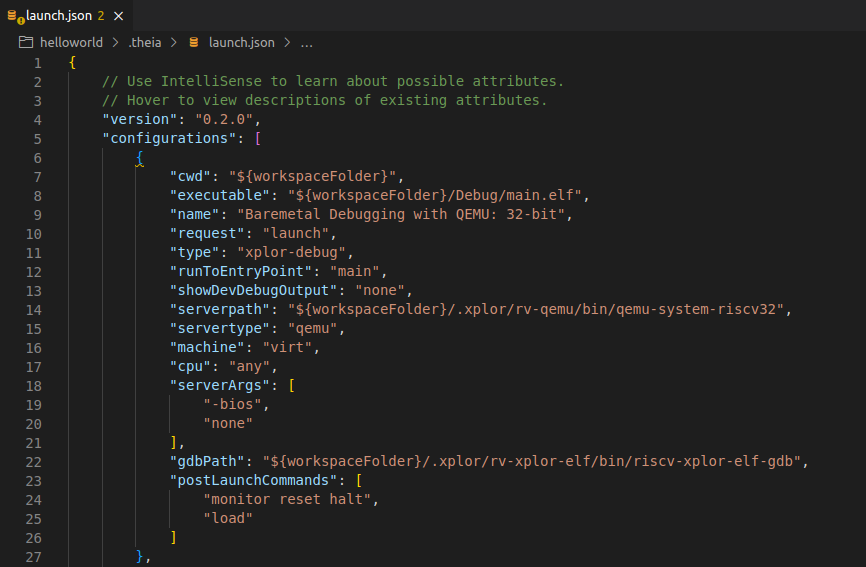 launch.json 2 ×
helloworld > .theia > launch.json > ...
1 {
2 // Use IntelliSense to learn about possible attributes.
3 // Hover to view descriptions of existing attributes.
4 "version": "0.2.0",
5 "configurations": [
6 {
7 "cwd": "${workspaceFolder}",
8 "executable": "${workspaceFolder}/Debug/main.elf",
9 "name": "Baremetal Debugging with QEMU: 32-bit",
10 "request": "launch",
11 "type": "xplor-debug",
12 "runToEntryPoint": "main",
13 "showDevDebugOutput": "none",
14 "serverpath": "${workspaceFolder}/.xplor/rv-qemu/bin/qemu-system-riscv32",
15 "servertype": "qemu",
16 "machine": "virt",
17 "cpu": "any",
18 "serverArgs": [
19 "-bios",
20 "none"
21 ],
22 "gdbPath": "${workspaceFolder}/.xplor/rv-xplor-elf/bin/riscv-xplor-elf-gdb",
23 "postLaunchCommands": [
24 "monitor reset halt",
25 "load"
26 ]
27 },